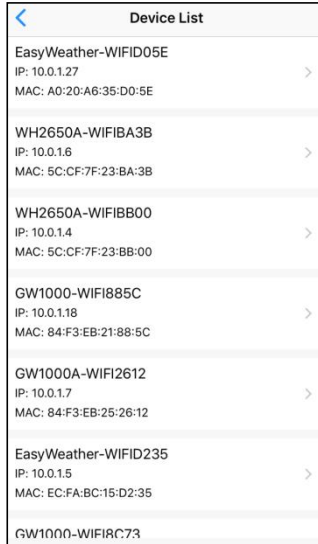 Device List
EasyWeather-WIFID05E
IP: 10.0.1.27
MAC: A0:20:A6:35:D0:5E
WH2650A-WIFIBA3B
IP: 10.0.1.6
MAC: 5C:CF:7F:23:BA:3B
WH2650A-WIFIBB00
IP: 10.0.1.4
MAC: 5C:CF:7F:23:BB:00
GW1000-WIFI885C
IP: 10.0.1.18
MAC: 84:F3:EB:21:88:5C
GW1000A-WIFI2612
IP: 10.0.1.7
MAC: 84:F3:EB:25:26:12
EasyWeather-WIFID235
IP: 10.0.1.5
MAC: EC:FA:BC:15:D2:35
GW1000-WIFI8C73